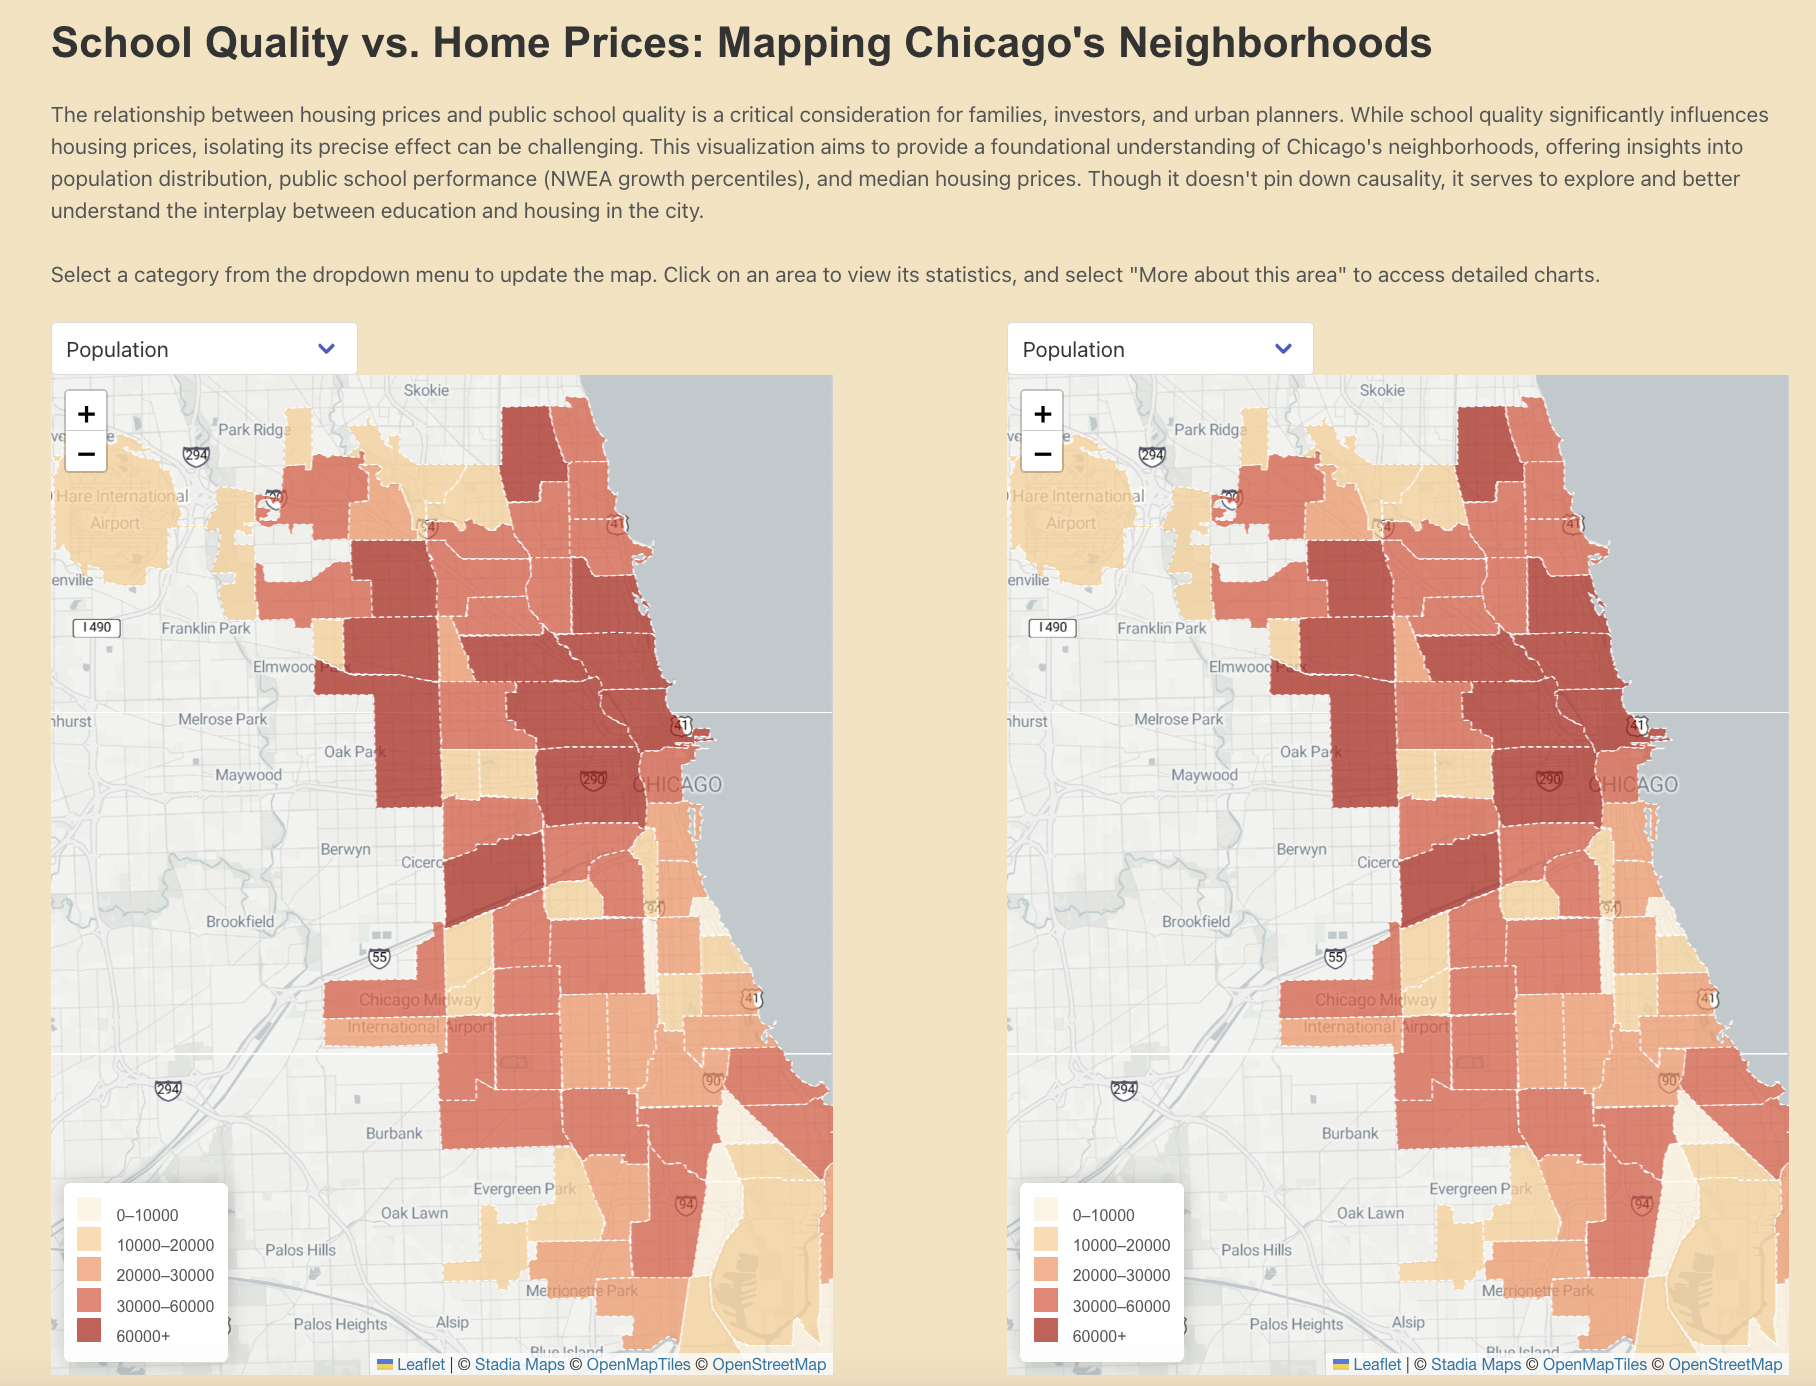 School Quality vs. Home Prices: Mapping Chicago's Neighborhoods
The relationship between housing prices and public school quality is a critical consideration for families, investors, and urban planners. While school quality significantly influences
housing prices, isolating its precise effect can be challenging. This visualization aims to provide a foundational understanding of Chicago's neighborhoods, offering insights into
population distribution, public school performance (NWEA growth percentiles), and median housing prices. Though it doesn't pin down causality, it serves to explore and better
understand the interplay between education and housing in the city.
Select a category from the dropdown menu to update the map. Click on an area to view its statistics, and select "More about this area" to access detailed charts.
Population
+
−
Skokie
Park Ridge
294
Hare International
Airport
94
41
enville
I 490
Franklin Park
Elmwood Park
hurst
Melrose Park
41
Oak Park
Maywood
290
CHICAGO
Berwyn
Cicero
94
Brookfield
55
Chicago Midway
41
International Airport
294
90
Burbank
Evergreen Park
94
Oak Lawn
Palos Hills
Merrionette Park
Palos Heights
Alsip
Blue Island
0–10000
10000–20000
20000–30000
30000–60000
60000+
Leaflet | © Stadia Maps © OpenMapTiles © OpenStreetMap
Population
+
−
Skokie
Park Ridge
294
Hare International
Airport
94
41
enville
I 490
Franklin Park
Elmwood Park
hurst
Melrose Park
41
Oak Park
Maywood
290
CHICAGO
Berwyn
Cicero
94
Brookfield
55
Chicago Midway
41
International Airport
294
90
Burbank
Evergreen Park
94
Oak Lawn
Palos Hills
Merrionette Park
Palos Heights
Alsip
Blue Island
0–10000
10000–20000
20000–30000
30000–60000
60000+
Leaflet | © Stadia Maps © OpenMapTiles © OpenStreetMap